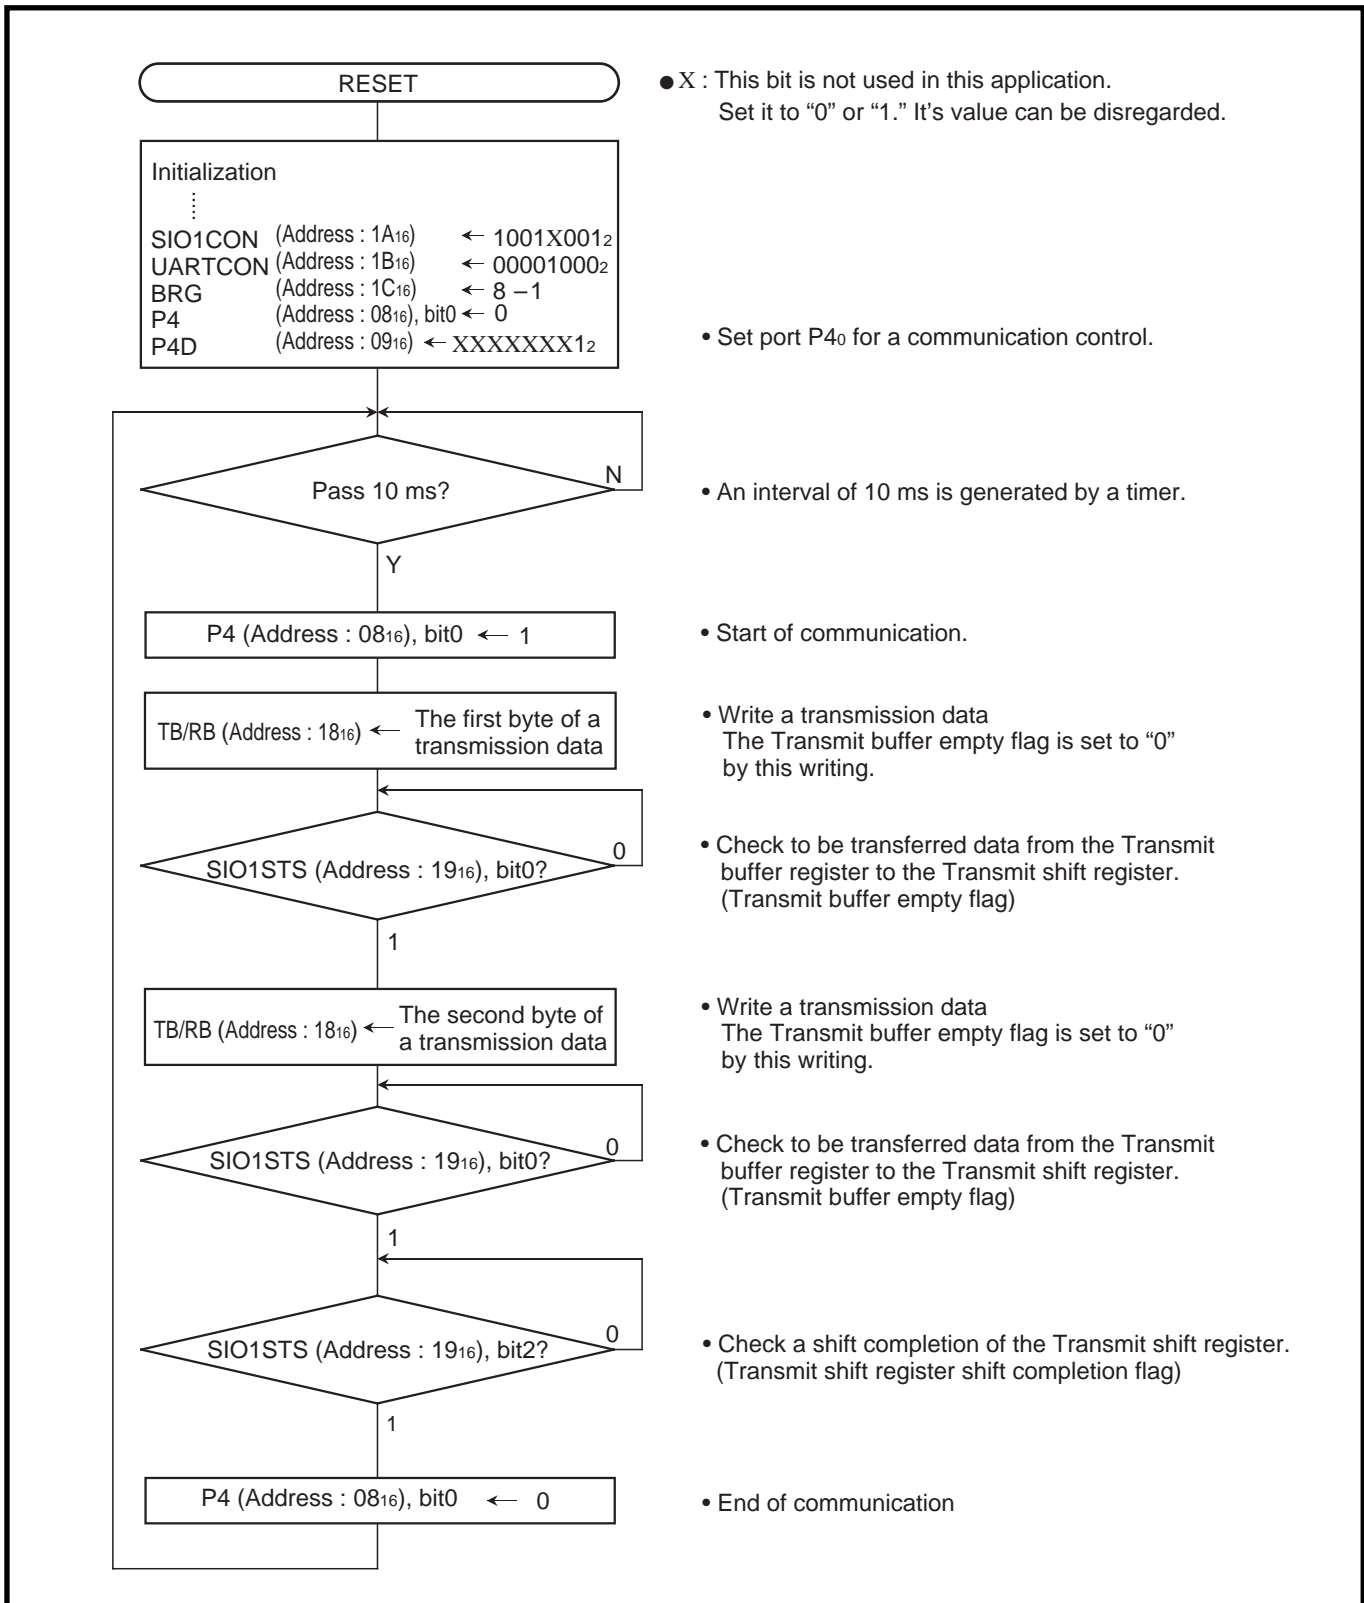 RESET
● X : This bit is not used in this application.
Set it to “0” or “1.” It’s value can be disregarded.
Initialization
SIO1CON (Address : 1A16) ← 1001X0012
UARTCON (Address : 1B16) ← 000010002
BRG (Address : 1C16) ← 8 –1
P4 (Address : 0816), bit0 ← 0
P4D (Address : 0916) ← XXXXXXX12
• Set port P40 for a communication control.
Pass 10 ms?
N
• An interval of 10 ms is generated by a timer.
Y
P4 (Address : 0816), bit0 ← 1
• Start of communication.
TB/RB (Address : 1816) ← The first byte of a
transmission data
• Write a transmission data
The Transmit buffer empty flag is set to “0”
by this writing.
SIO1STS (Address : 1916), bit0?
0
• Check to be transferred data from the Transmit
buffer register to the Transmit shift register.
(Transmit buffer empty flag)
1
TB/RB (Address : 1816) ← The second byte of
a transmission data
• Write a transmission data
The Transmit buffer empty flag is set to “0”
by this writing.
SIO1STS (Address : 1916), bit0?
0
• Check to be transferred data from the Transmit
buffer register to the Transmit shift register.
(Transmit buffer empty flag)
1
SIO1STS (Address : 1916), bit2?
0
• Check a shift completion of the Transmit shift register.
(Transmit shift register shift completion flag)
1
P4 (Address : 0816), bit0 ← 0
• End of communication